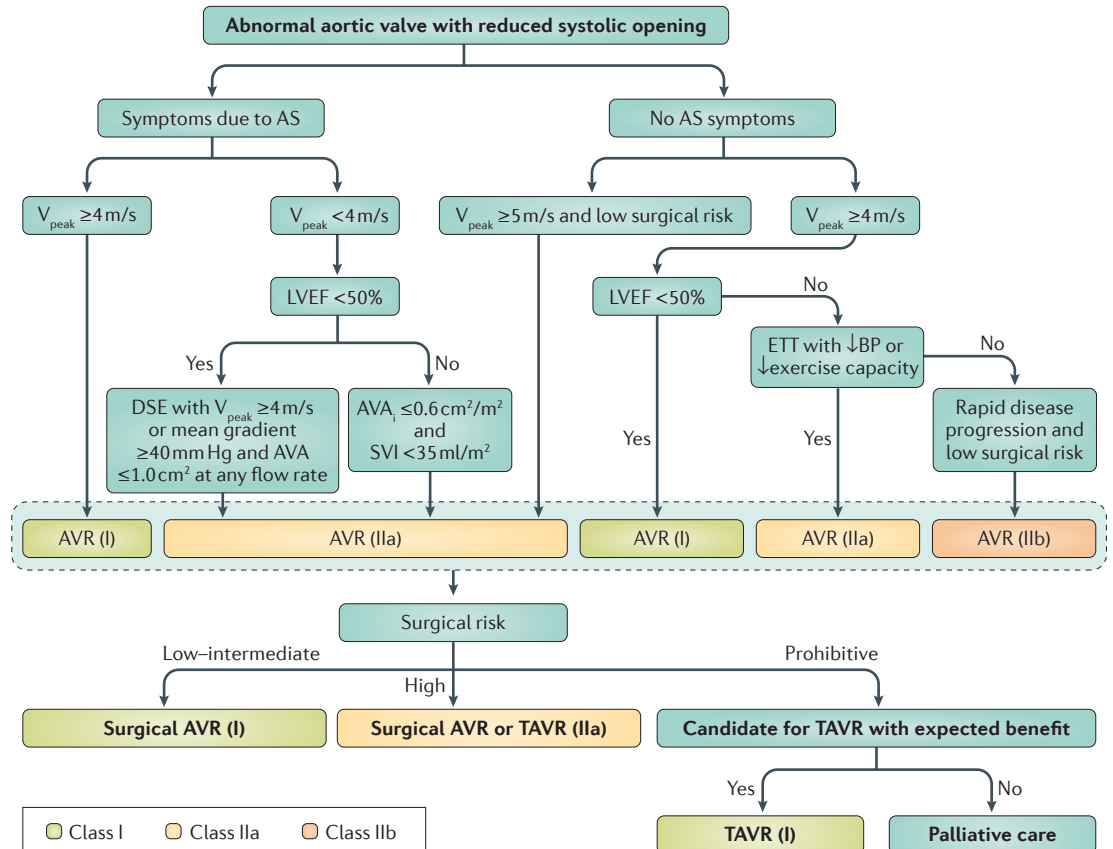 Abnormal aortic valve with reduced systolic opening
Symptoms due to AS
No AS symptoms
Vpeak ≥4 m/s
Vpeak <4 m/s
Vpeak ≥5 m/s and low surgical risk
Vpeak ≥4 m/s
LVEF <50%
LVEF <50%
No
Yes
No
ETT with ↓BP or
↓exercise capacity
No
DSE with Vpeak ≥4 m/s
or mean gradient
≥40 mm Hg and AVA
≤1.0 cm² at any flow rate
AVAi ≤0.6 cm²/m²
and
SVI <35 ml/m²
Yes
Yes
Rapid disease
progression and
low surgical risk
AVR (I)
AVR (IIa)
AVR (I)
AVR (IIa)
AVR (IIb)
Surgical risk
Low–intermediate
High
Prohibitive
Surgical AVR (I)
Surgical AVR or TAVR (IIa)
Candidate for TAVR with expected benefit
Yes
No
Class I
Class IIa
Class IIb
TAVR (I)
Palliative care